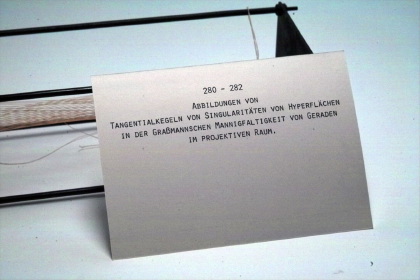 280 - 282
Abbildungen von
Tangentialkegeln von Singularitäten von Hyperflächen
in der Graßmannschen Mannigfaltigkeit von Geraden
im projektiven Raum.